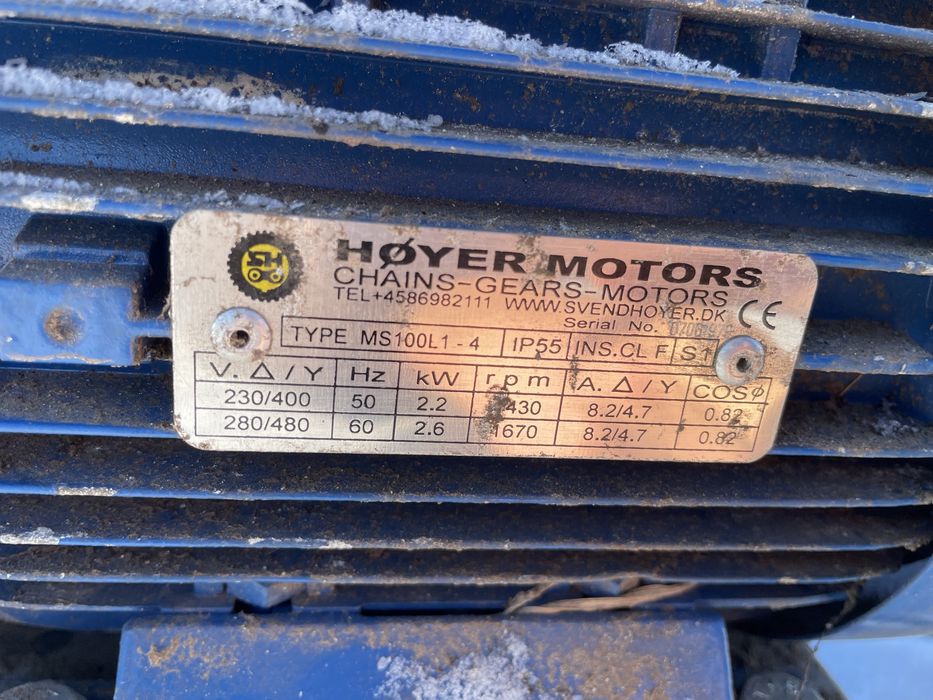 SH
HØYER MOTORS
CHAINS-GEARS-MOTORS
TEL+4586982111 WWW.SVENDHOYER.DK
Serial No.
CE
TYPE MS100L1-4 IP55 INS.CL F S1
V. Δ/Y Hz kW rpm A. Δ/Y COSφ
230/400 50 2.2 430 8.2/4.7 0.82
280/480 60 2.6 1670 8.2/4.7 0.82